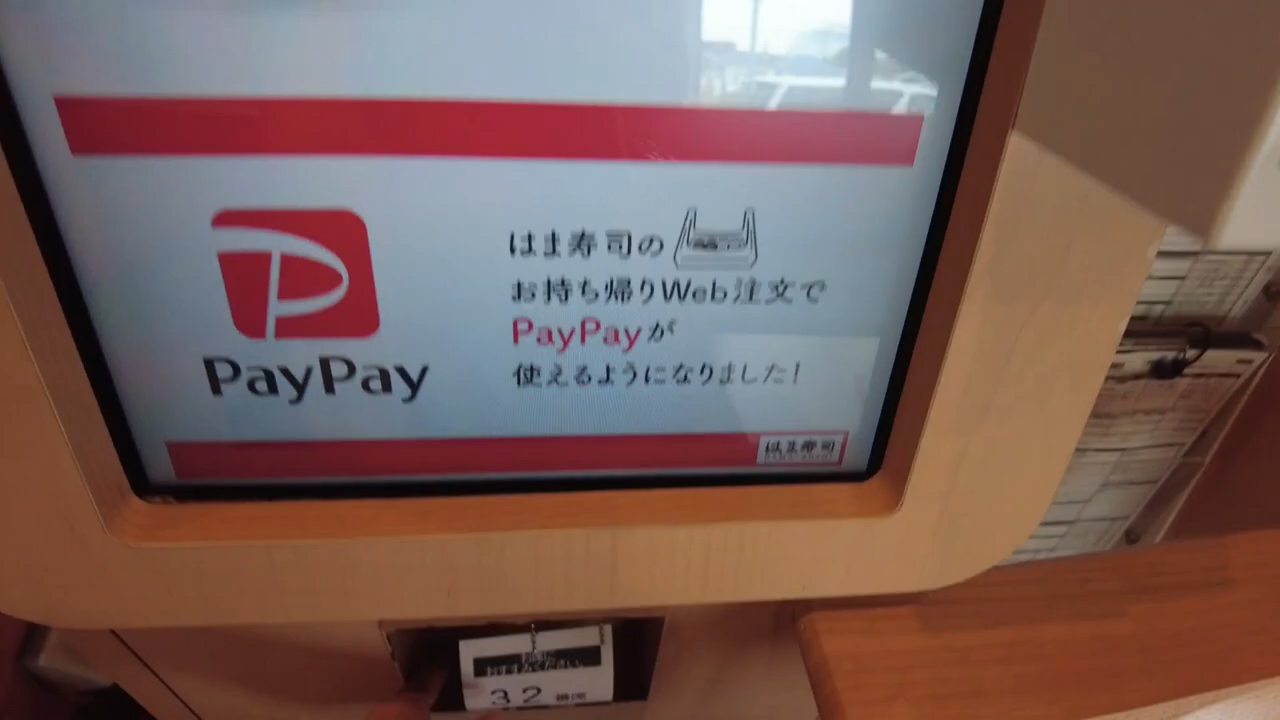 PayPay
はま寿司の
お持ち帰りWeb注文で
PayPayが
使えるようになりました!
はま寿司
32 番席